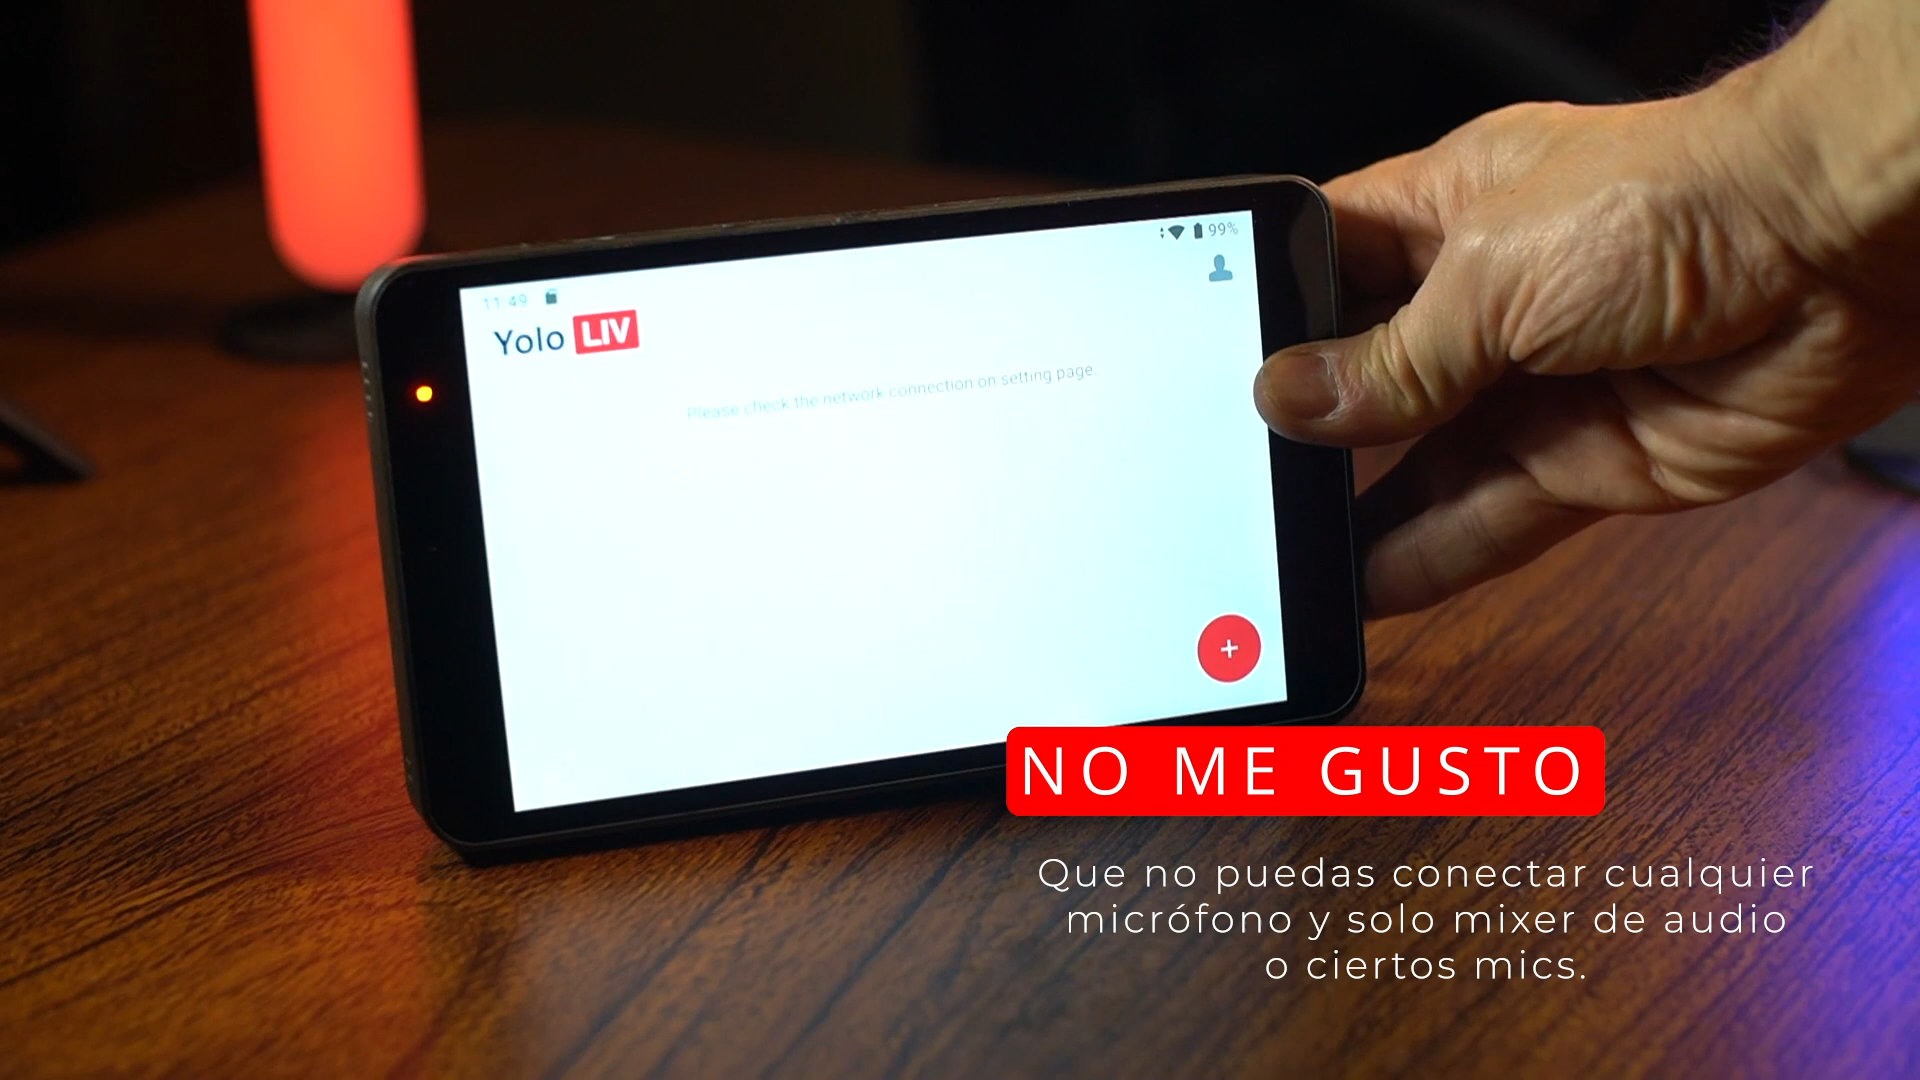 99%
11:49
Yolo LIV
Please check the network connection on setting page
+
NO ME GUSTO
Que no puedas conectar cualquier
micrófono y solo mixer de audio
o ciertos mics.